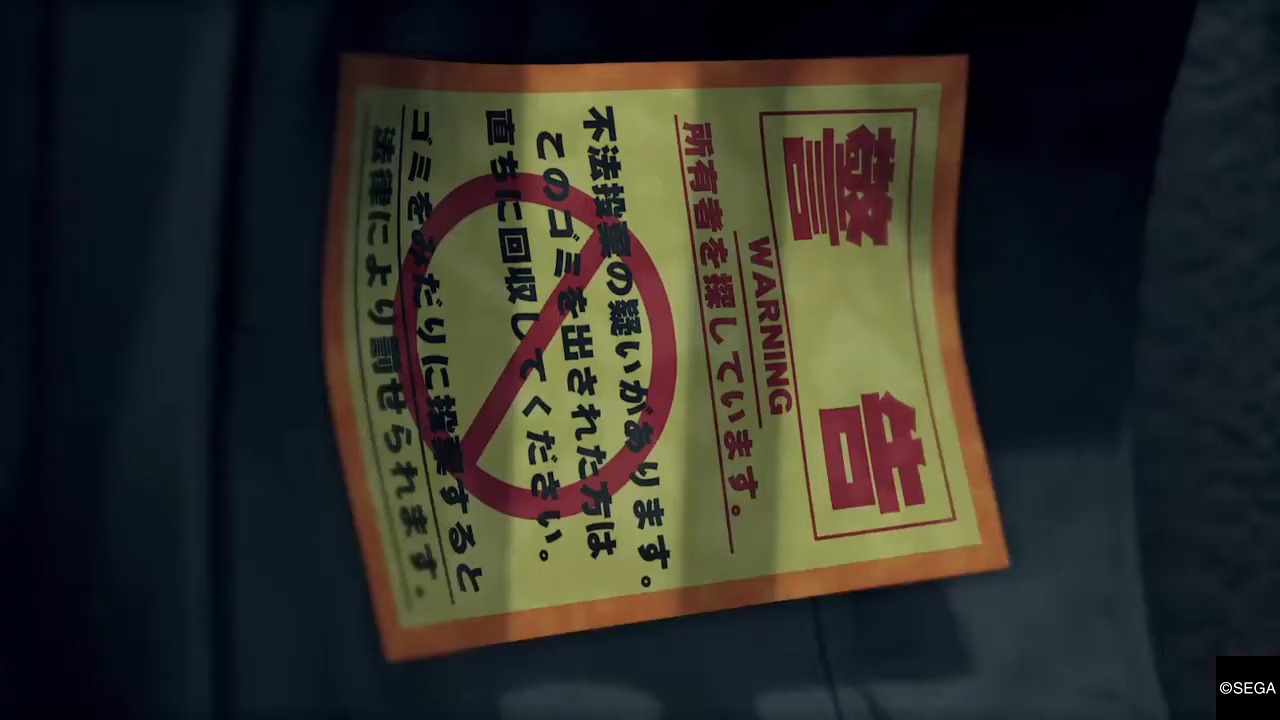 警告
WARNING
所有者を探しています。
不法投棄の疑いがあります。
このゴミを出された方は
直ちに回収してください。
ゴミをみだりに投棄すると
法律により罰せられます。
©SEGA